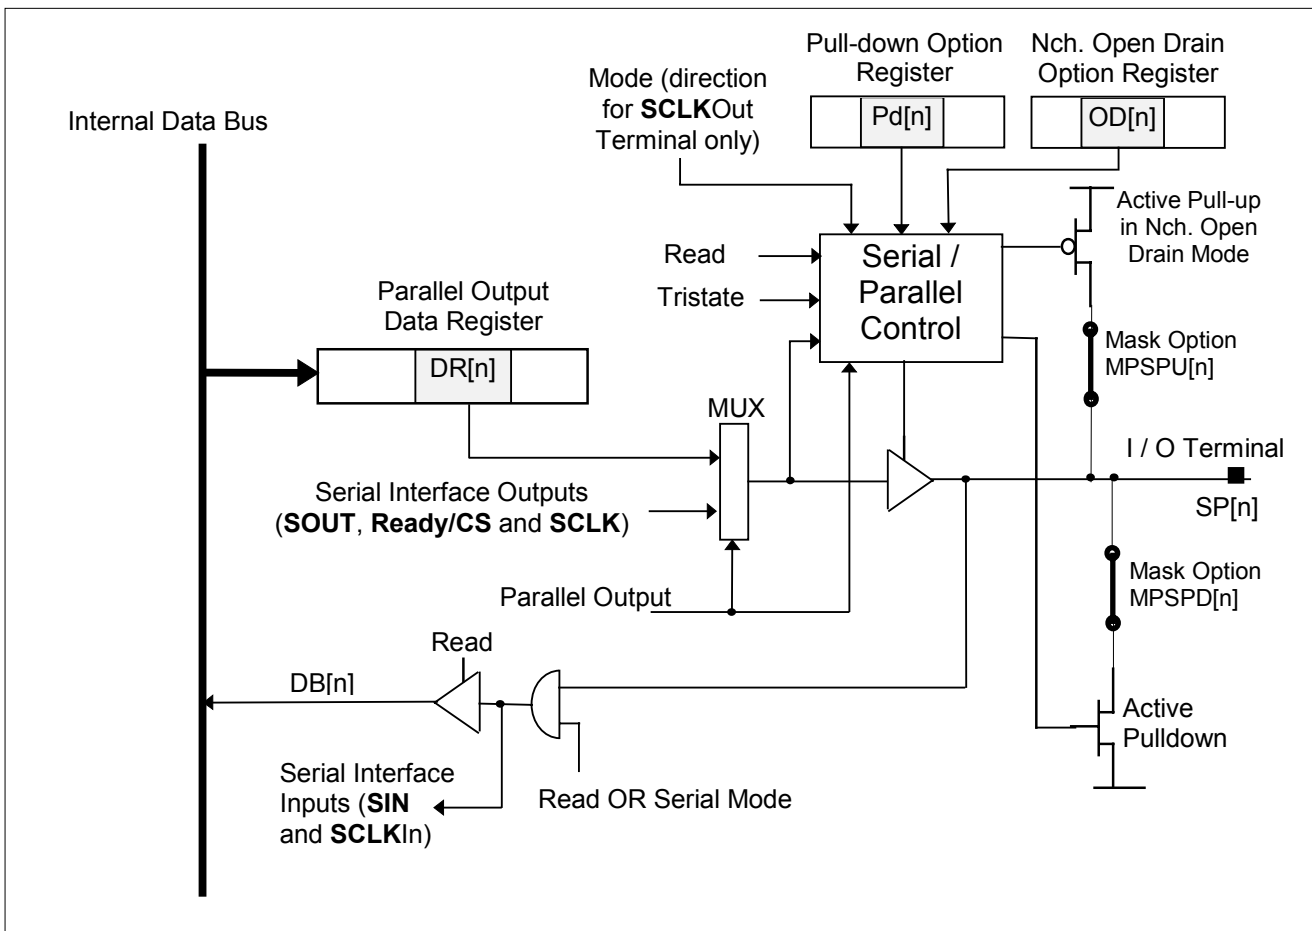 Pull-down Option
Register
Pd[n]
Nch. Open Drain
Option Register
OD[n]
Mode (direction
for SCLKOut
Terminal only)
Internal Data Bus
Active Pull-up
in Nch. Open
Drain Mode
Read
Tristate
Serial /
Parallel
Control
Parallel Output
Data Register
DR[n]
Mask Option
MPSPU[n]
MUX
I / O Terminal
SP[n]
Serial Interface Outputs
(SOUT, Ready/CS and SCLK)
Parallel Output
Mask Option
MPSPD[n]
Read
DB[n]
Active
Pulldown
Serial Interface
Inputs (SIN
and SCLKIn)
Read OR Serial Mode